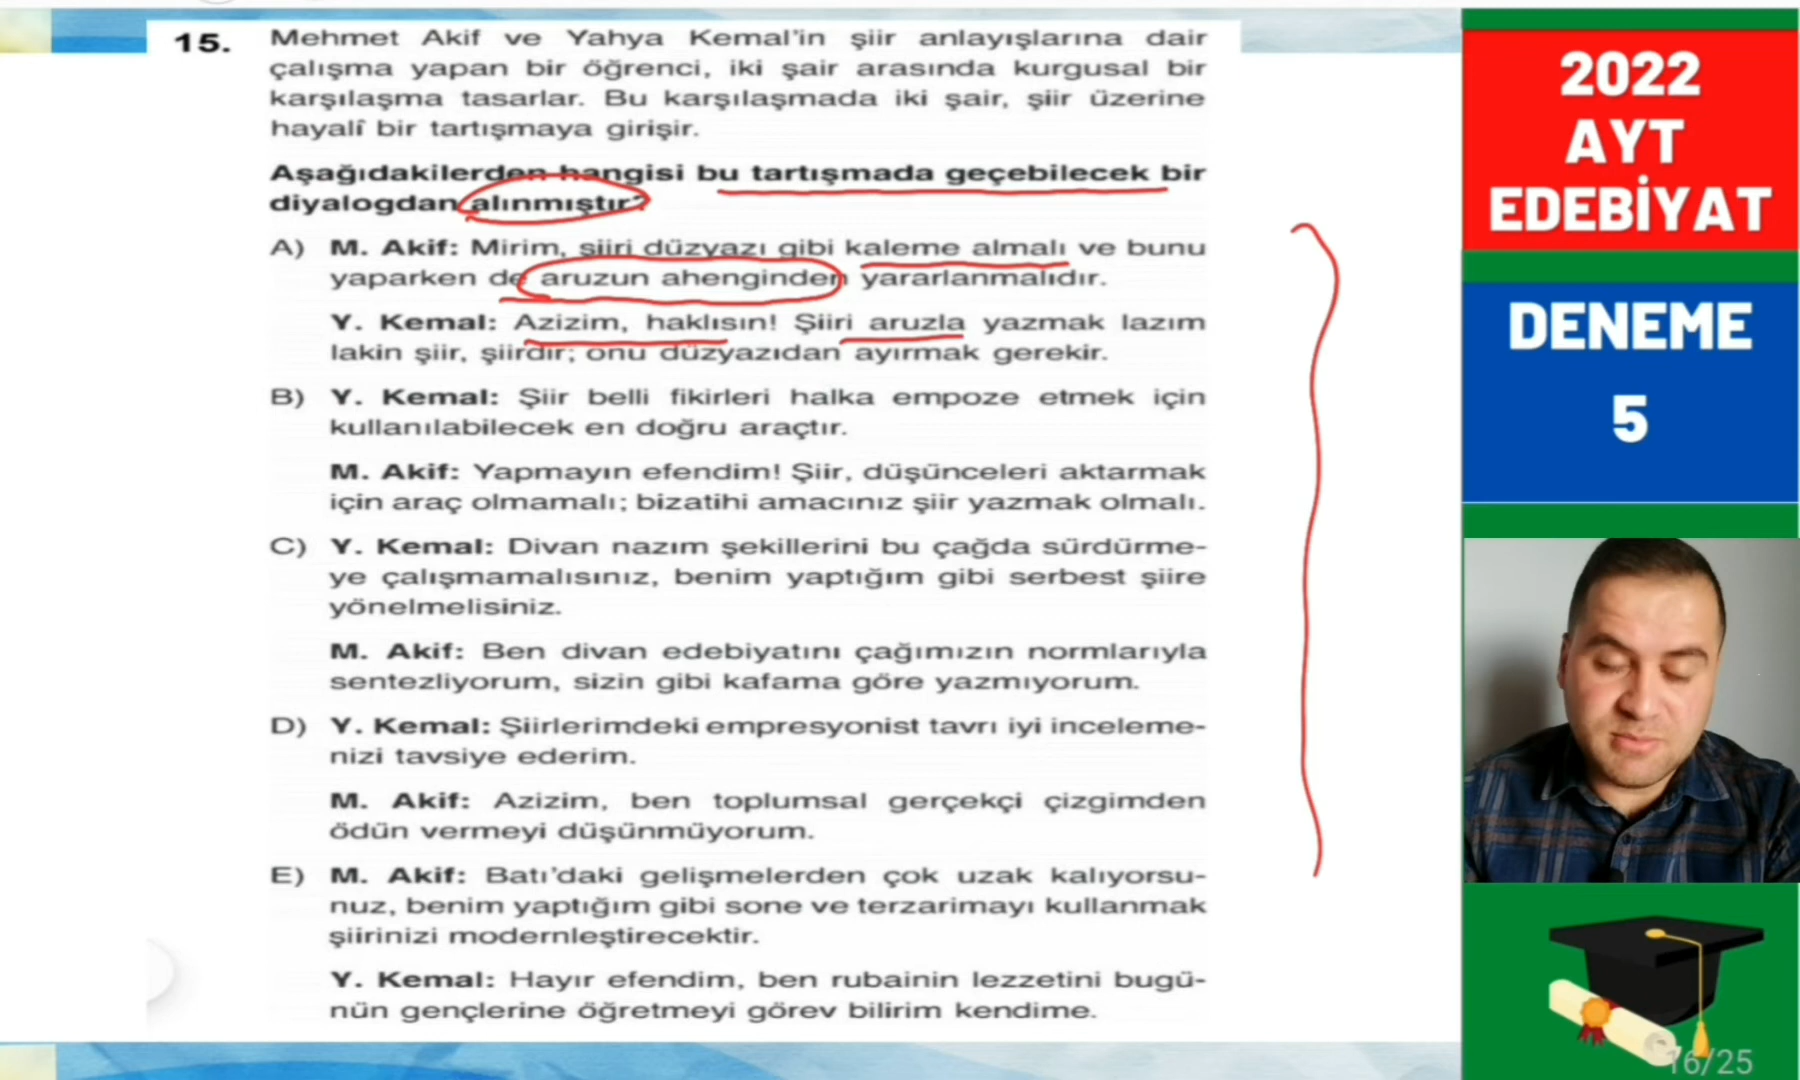 15. Mehmet Akif ve Yahya Kemal'in şiir anlayışlarına dair
çalışma yapan bir öğrenci, iki şair arasında kurgusal bir
karşılaşma tasarlar. Bu karşılaşmada iki şair, şiir üzerine
hayalî bir tartışmaya girişir.
Aşağıdakilerden hangisi bu tartışmada geçebilecek bir
diyalogdan alınmıştır?
A) M. Akif: Mirim, şiiri düzyazı gibi kaleme almalı ve bunu
yaparken de aruzun ahenginden yararlanmalıdır.
Y. Kemal: Azizim, haklısın! Şiiri aruzla yazmak lazım
lakin şiir, şiirdir; onu düzyazıdan ayırmak gerekir.
B) Y. Kemal: Şiir belli fikirleri halka empoze etmek için
kullanılabilecek en doğru araçtır.
M. Akif: Yapmayın efendim! Şiir, düşünceleri aktarmak
için araç olmamalı; bizatihi amacınız şiir yazmak olmalı.
C) Y. Kemal: Divan nazım şekillerini bu çağda sürdürme-
ye çalışmamalısınız, benim yaptığım gibi serbest şiire
yönelmelisiniz.
M. Akif: Ben divan edebiyatını çağımızın normlarıyla
sentezliyorum, sizin gibi kafama göre yazmıyorum.
D) Y. Kemal: Şiirlerimdeki empresyonist tavrı iyi inceleme-
nizi tavsiye ederim.
M. Akif: Azizim, ben toplumsal gerçekçi çizgimden
ödün vermeyi düşünmüyorum.
E) M. Akif: Batı'daki gelişmelerden çok uzak kalıyorsu-
nuz, benim yaptığım gibi sone ve terzarimayı kullanmak
şiirinizi modernleştirecektir.
Y. Kemal: Hayır efendim, ben rubainin lezzetini bugü-
nün gençlerine öğretmeyi görev bilirim kendime.
2022
AYT
EDEBİYAT
DENEME
5
16/25